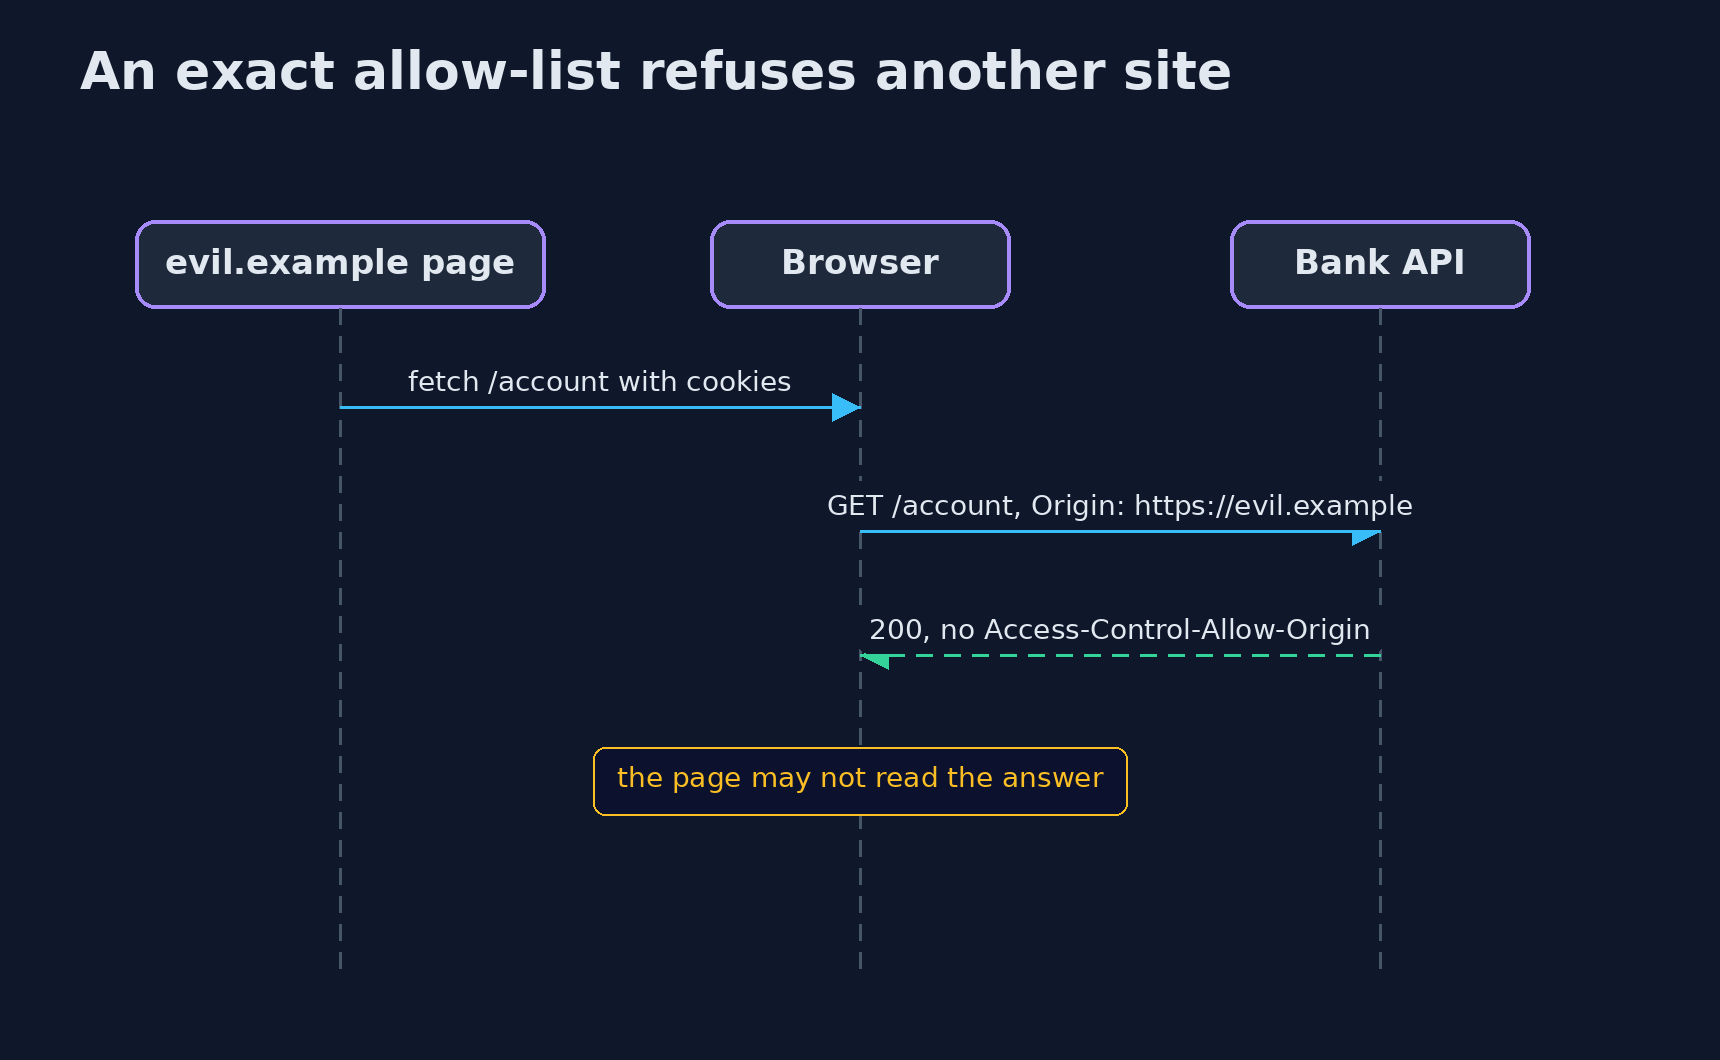 An exact allow-list refuses another site
evil.example page
Browser
Bank API
fetch /account with cookies
GET /account, Origin: https://evil.example
200, no Access-Control-Allow-Origin
the page may not read the answer